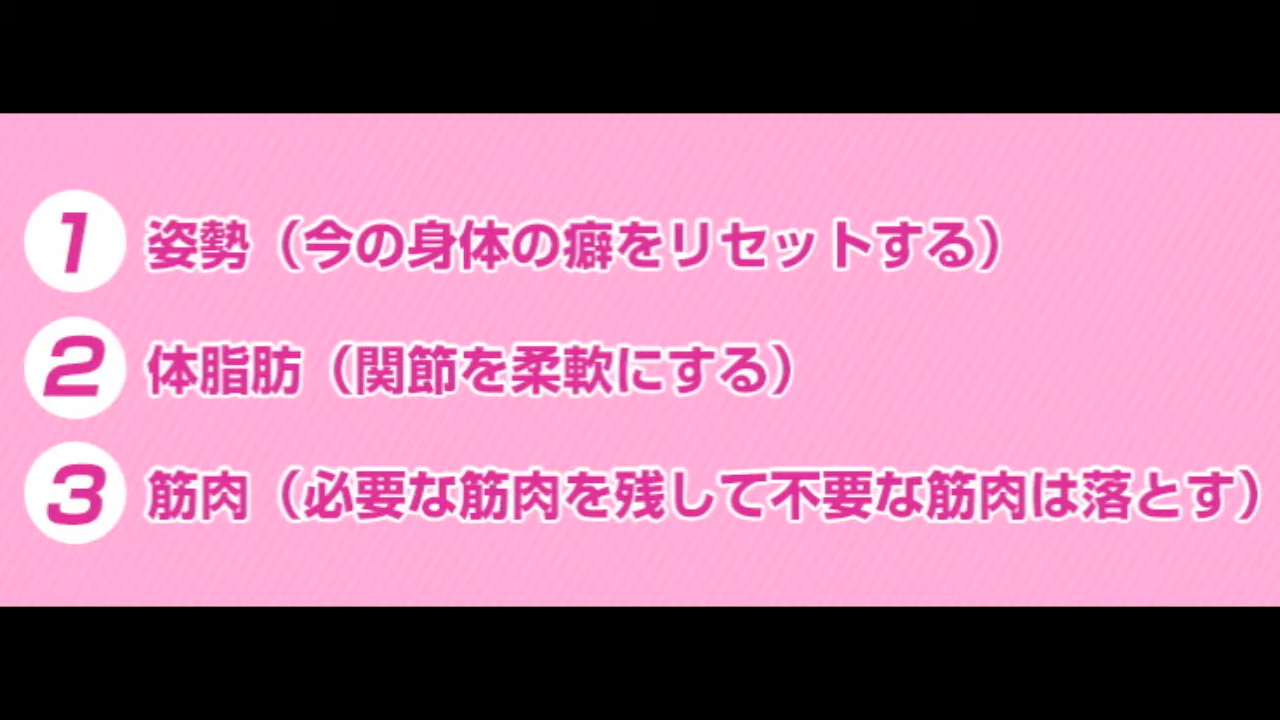 1 姿勢（今の身体の癖をリセットする）
2 体脂肪（関節を柔軟にする）
3 筋肉（必要な筋肉を残して不要な筋肉は落とす）